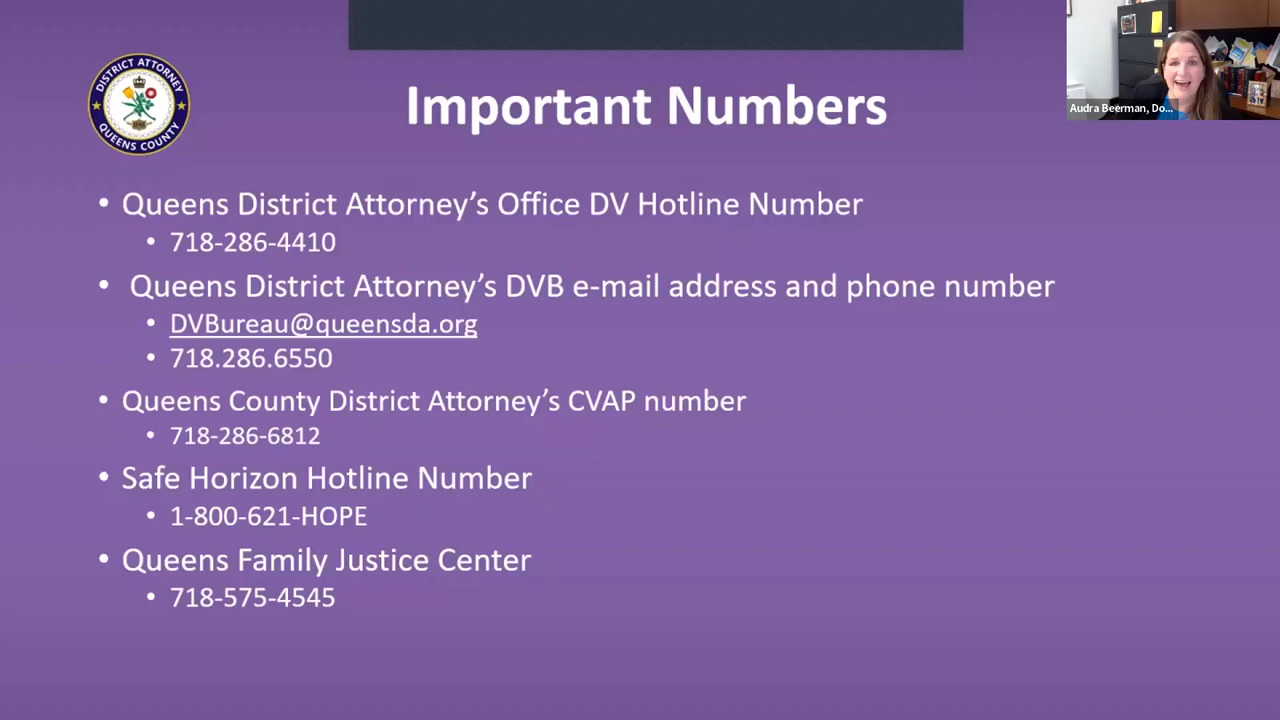 DISTRICT ATTORNEY
QUEENS COUNTY
Important Numbers
Audra Beerman, Do...
• Queens District Attorney’s Office DV Hotline Number
• 718-286-4410
• Queens District Attorney’s DVB e-mail address and phone number
• DVBureau@queensda.org
• 718.286.6550
• Queens County District Attorney’s CVAP number
• 718-286-6812
• Safe Horizon Hotline Number
• 1-800-621-HOPE
• Queens Family Justice Center
• 718-575-4545